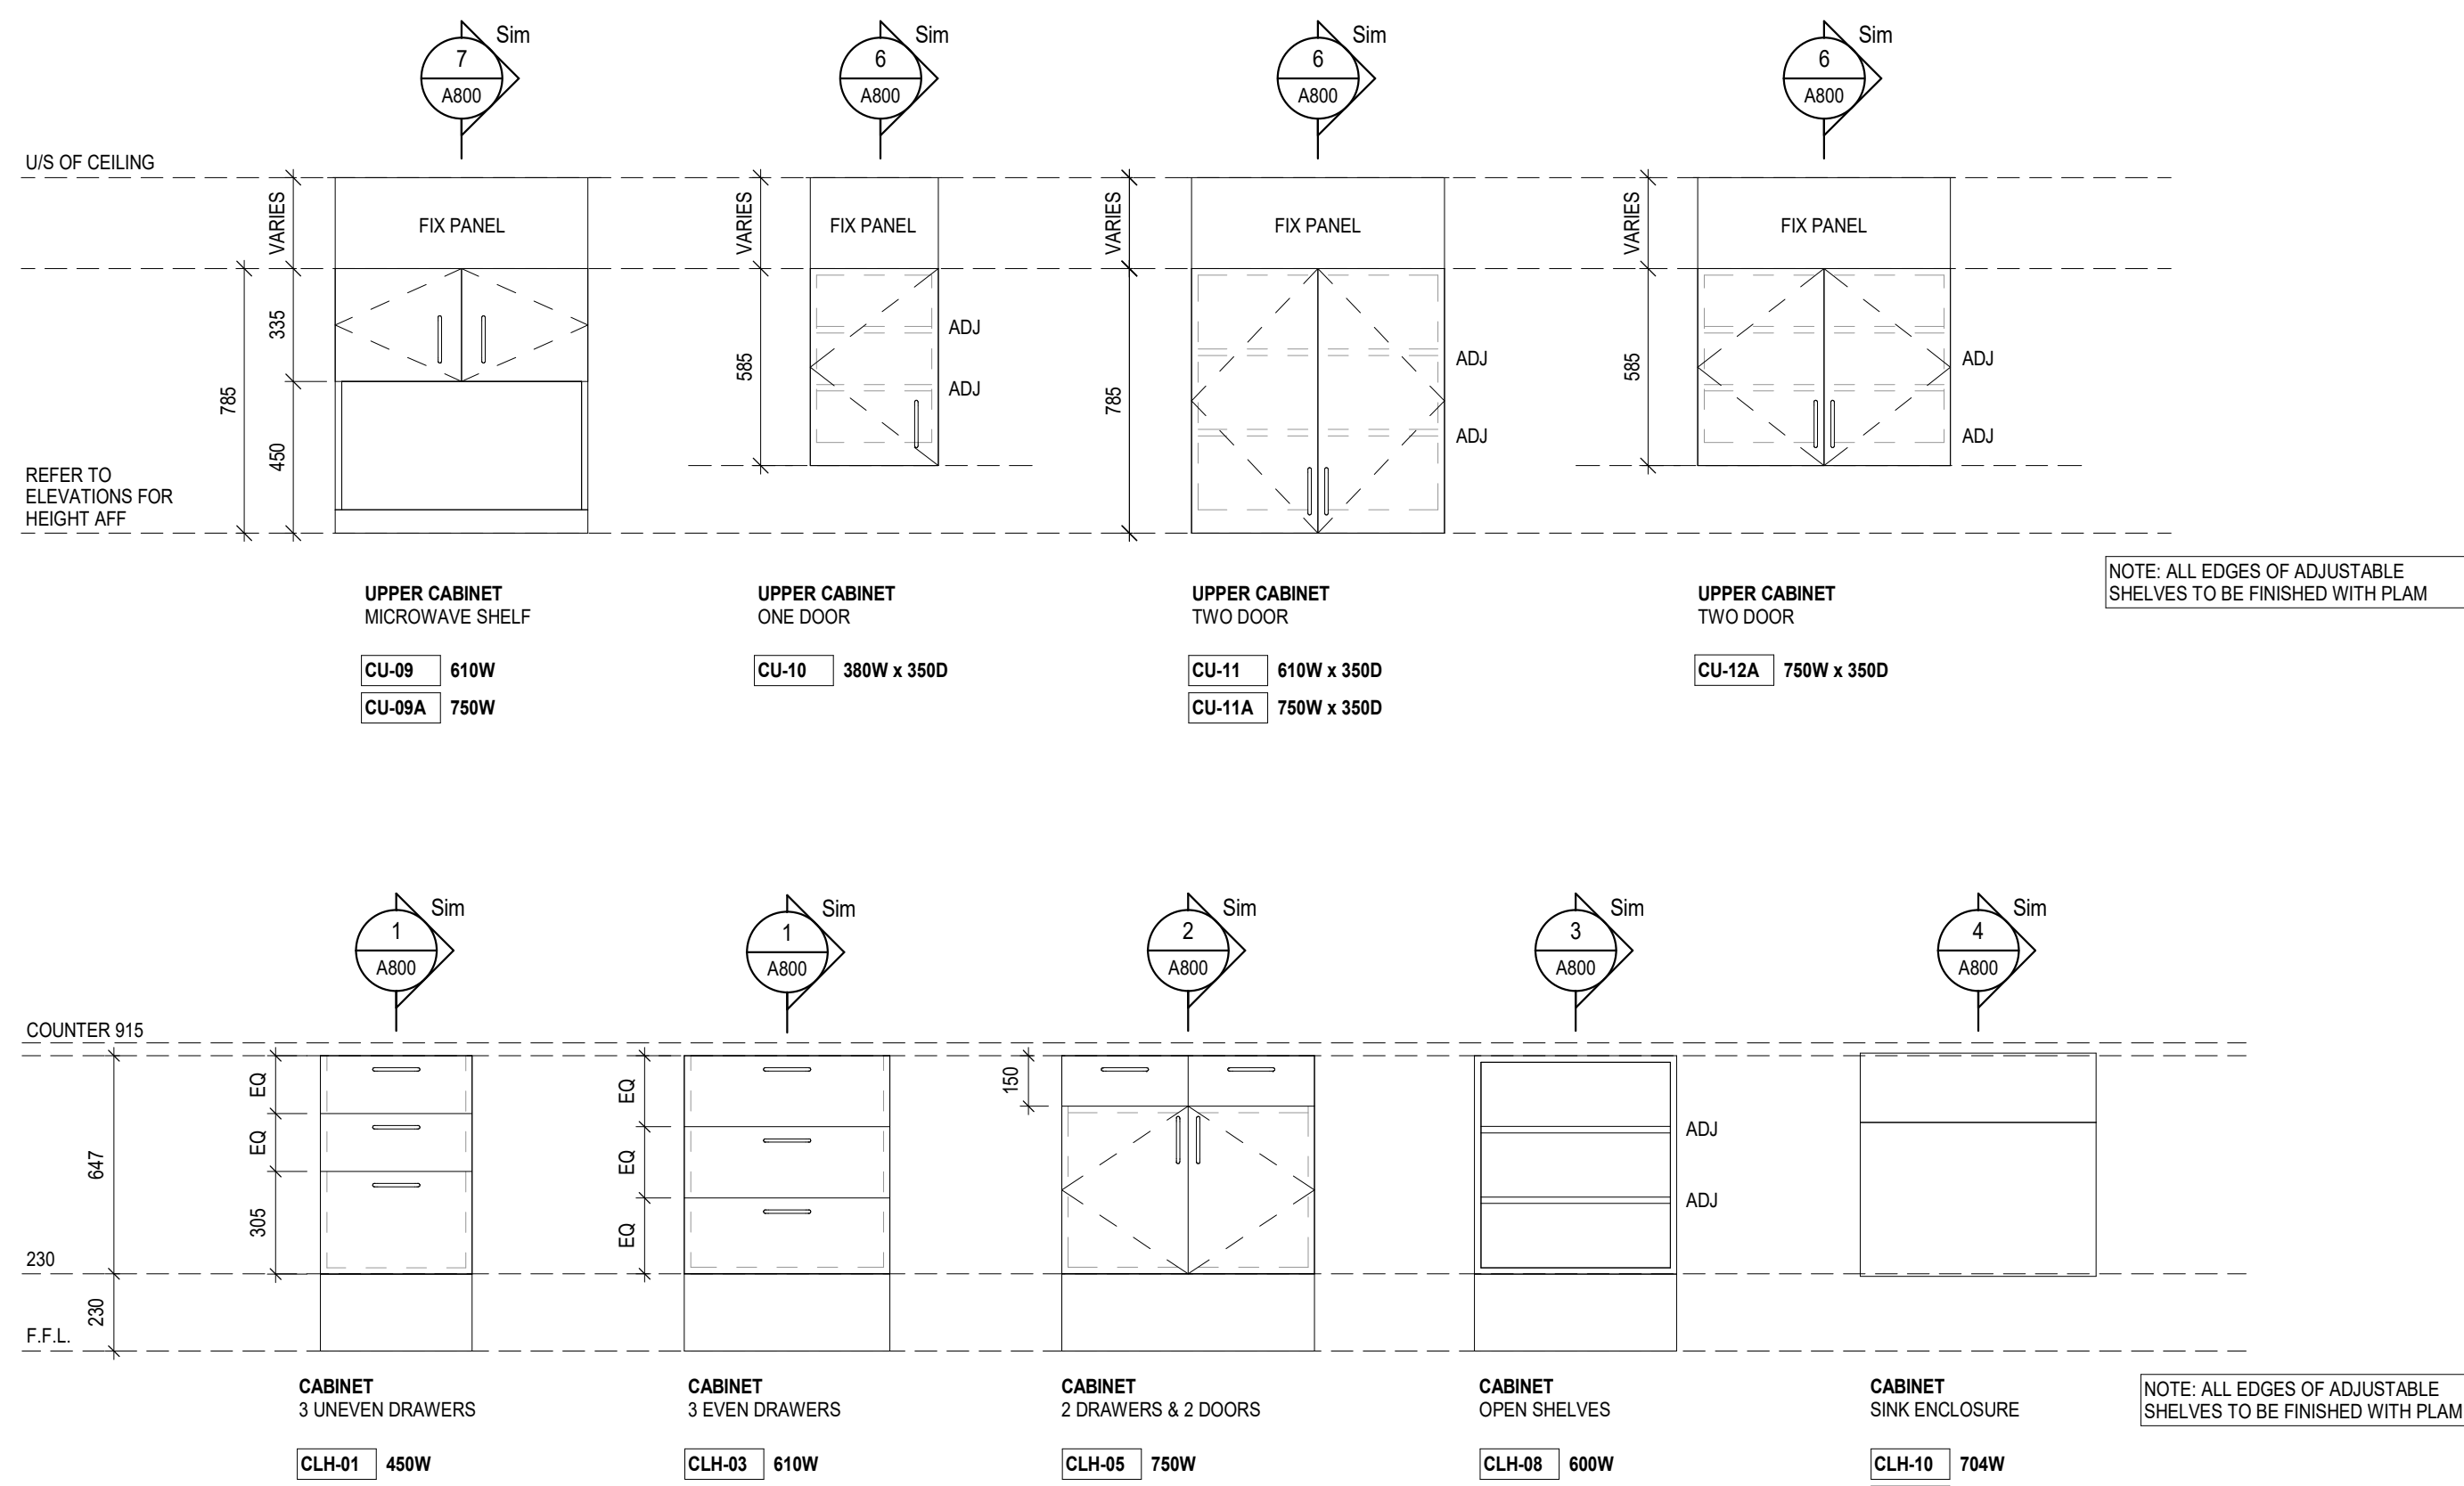 7
A800
Sim
6
A800
Sim
6
A800
Sim
6
A800
Sim
U/S OF CEILING
VARIES
FIX PANEL
VARIES
FIX PANEL
VARIES
FIX PANEL
VARIES
FIX PANEL
335
785
450
585
ADJ
ADJ
785
ADJ
ADJ
585
ADJ
ADJ
REFER TO
ELEVATIONS FOR
HEIGHT AFF
UPPER CABINET
MICROWAVE SHELF
CU-09 610W
CU-09A 750W
UPPER CABINET
ONE DOOR
CU-10 380W x 350D
UPPER CABINET
TWO DOOR
CU-11 610W x 350D
CU-11A 750W x 350D
UPPER CABINET
TWO DOOR
CU-12A 750W x 350D
NOTE: ALL EDGES OF ADJUSTABLE
SHELVES TO BE FINISHED WITH PLAM
1
A800
Sim
1
A800
Sim
2
A800
Sim
3
A800
Sim
4
A800
Sim
COUNTER 915
647
230
230
F.F.L.
EQ
EQ
305
EQ
EQ
EQ
150
ADJ
ADJ
CABINET
3 UNEVEN DRAWERS
CLH-01 450W
CABINET
3 EVEN DRAWERS
CLH-03 610W
CABINET
2 DRAWERS & 2 DOORS
CLH-05 750W
CABINET
OPEN SHELVES
CLH-08 600W
CABINET
SINK ENCLOSURE
CLH-10 704W
NOTE: ALL EDGES OF ADJUSTABLE
SHELVES TO BE FINISHED WITH PLAM